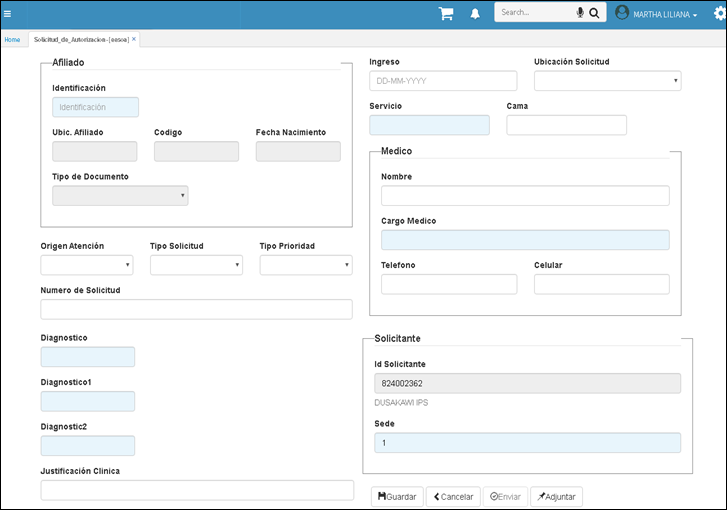 Search...
MARTHA LILIANA
Home
Solicitud_de_Autorizacion-[eason] ×
Afiliado
Identificación
Identificación
Ubic. Afiliado Codigo Fecha Nacimiento
Tipo de Documento
Origen Atención Tipo Solicitud Tipo Prioridad
Numero de Solicitud
Diagnostico
Diagnostico1
Diagnostic2
Justificación Clinica
Ingreso Ubicación Solicitud
DD-MM-YYYY
Servicio Cama
Medico
Nombre
Cargo Medico
Telefono Celular
Solicitante
Id Solicitante
824002362
DUSAKAWI IPS
Sede
1
Guardar Cancelar Enviar Adjuntar